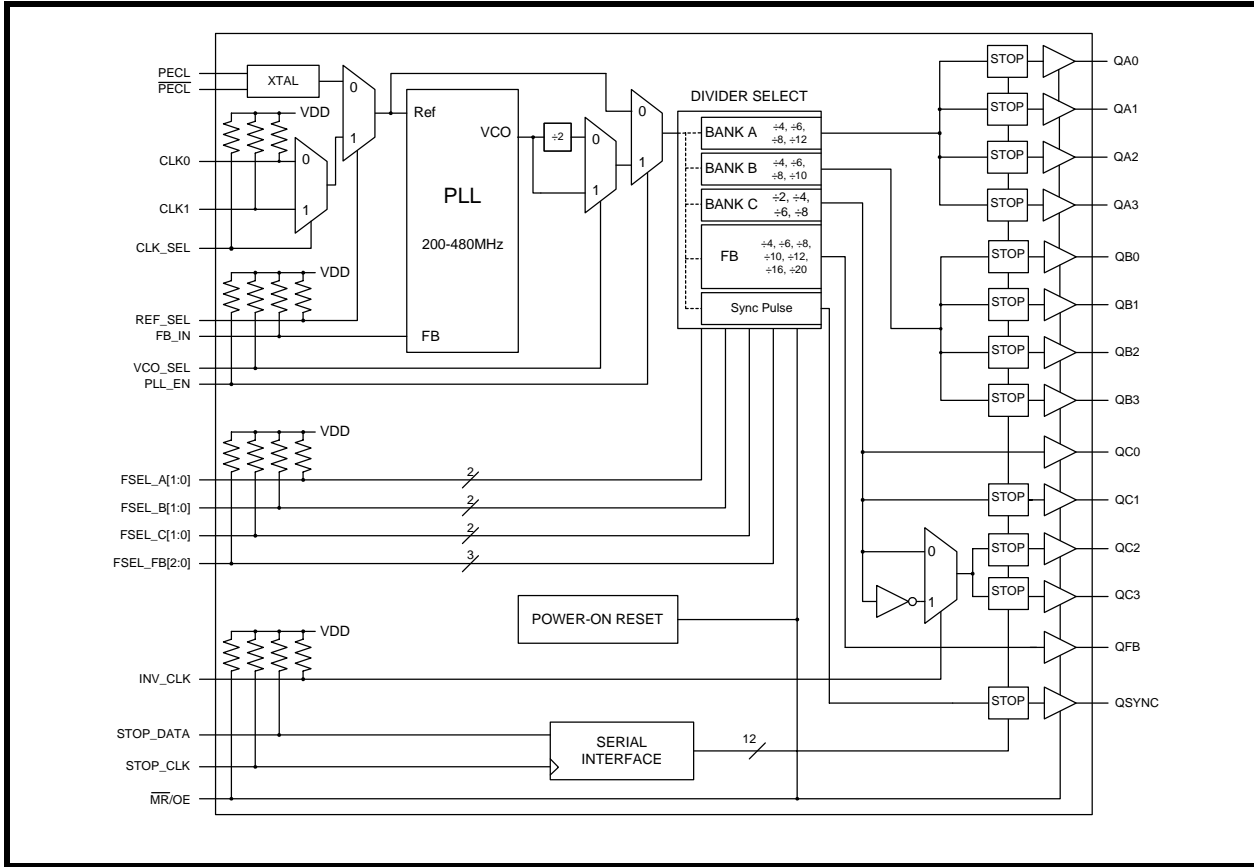 PECL
PECL
XTAL
0
1
VDD
CLK0
0
CLK1
1
CLK_SEL
VDD
REF_SEL
FB_IN
VCO_SEL
PLL_EN
Ref
VCO
PLL
200-480MHz
FB
÷2
0
1
0
1
DIVIDER SELECT
BANK A
÷4, ÷6,
÷8, ÷12
BANK B
÷4, ÷6,
÷8, ÷10
BANK C
÷2, ÷4,
÷6, ÷8
FB
÷4, ÷6, ÷8,
÷10, ÷12,
÷16, ÷20
Sync Pulse
STOP
QA0
STOP
QA1
STOP
QA2
STOP
QA3
STOP
QB0
STOP
QB1
STOP
QB2
STOP
QB3
QC0
STOP
QC1
0
1
STOP
QC2
STOP
QC3
QFB
STOP
QSYNC
VDD
FSEL_A[1:0]
2
FSEL_B[1:0]
2
FSEL_C[1:0]
2
FSEL_FB[2:0]
3
POWER-ON RESET
VDD
INV_CLK
STOP_DATA
STOP_CLK
SERIAL
INTERFACE
12
MR/OE